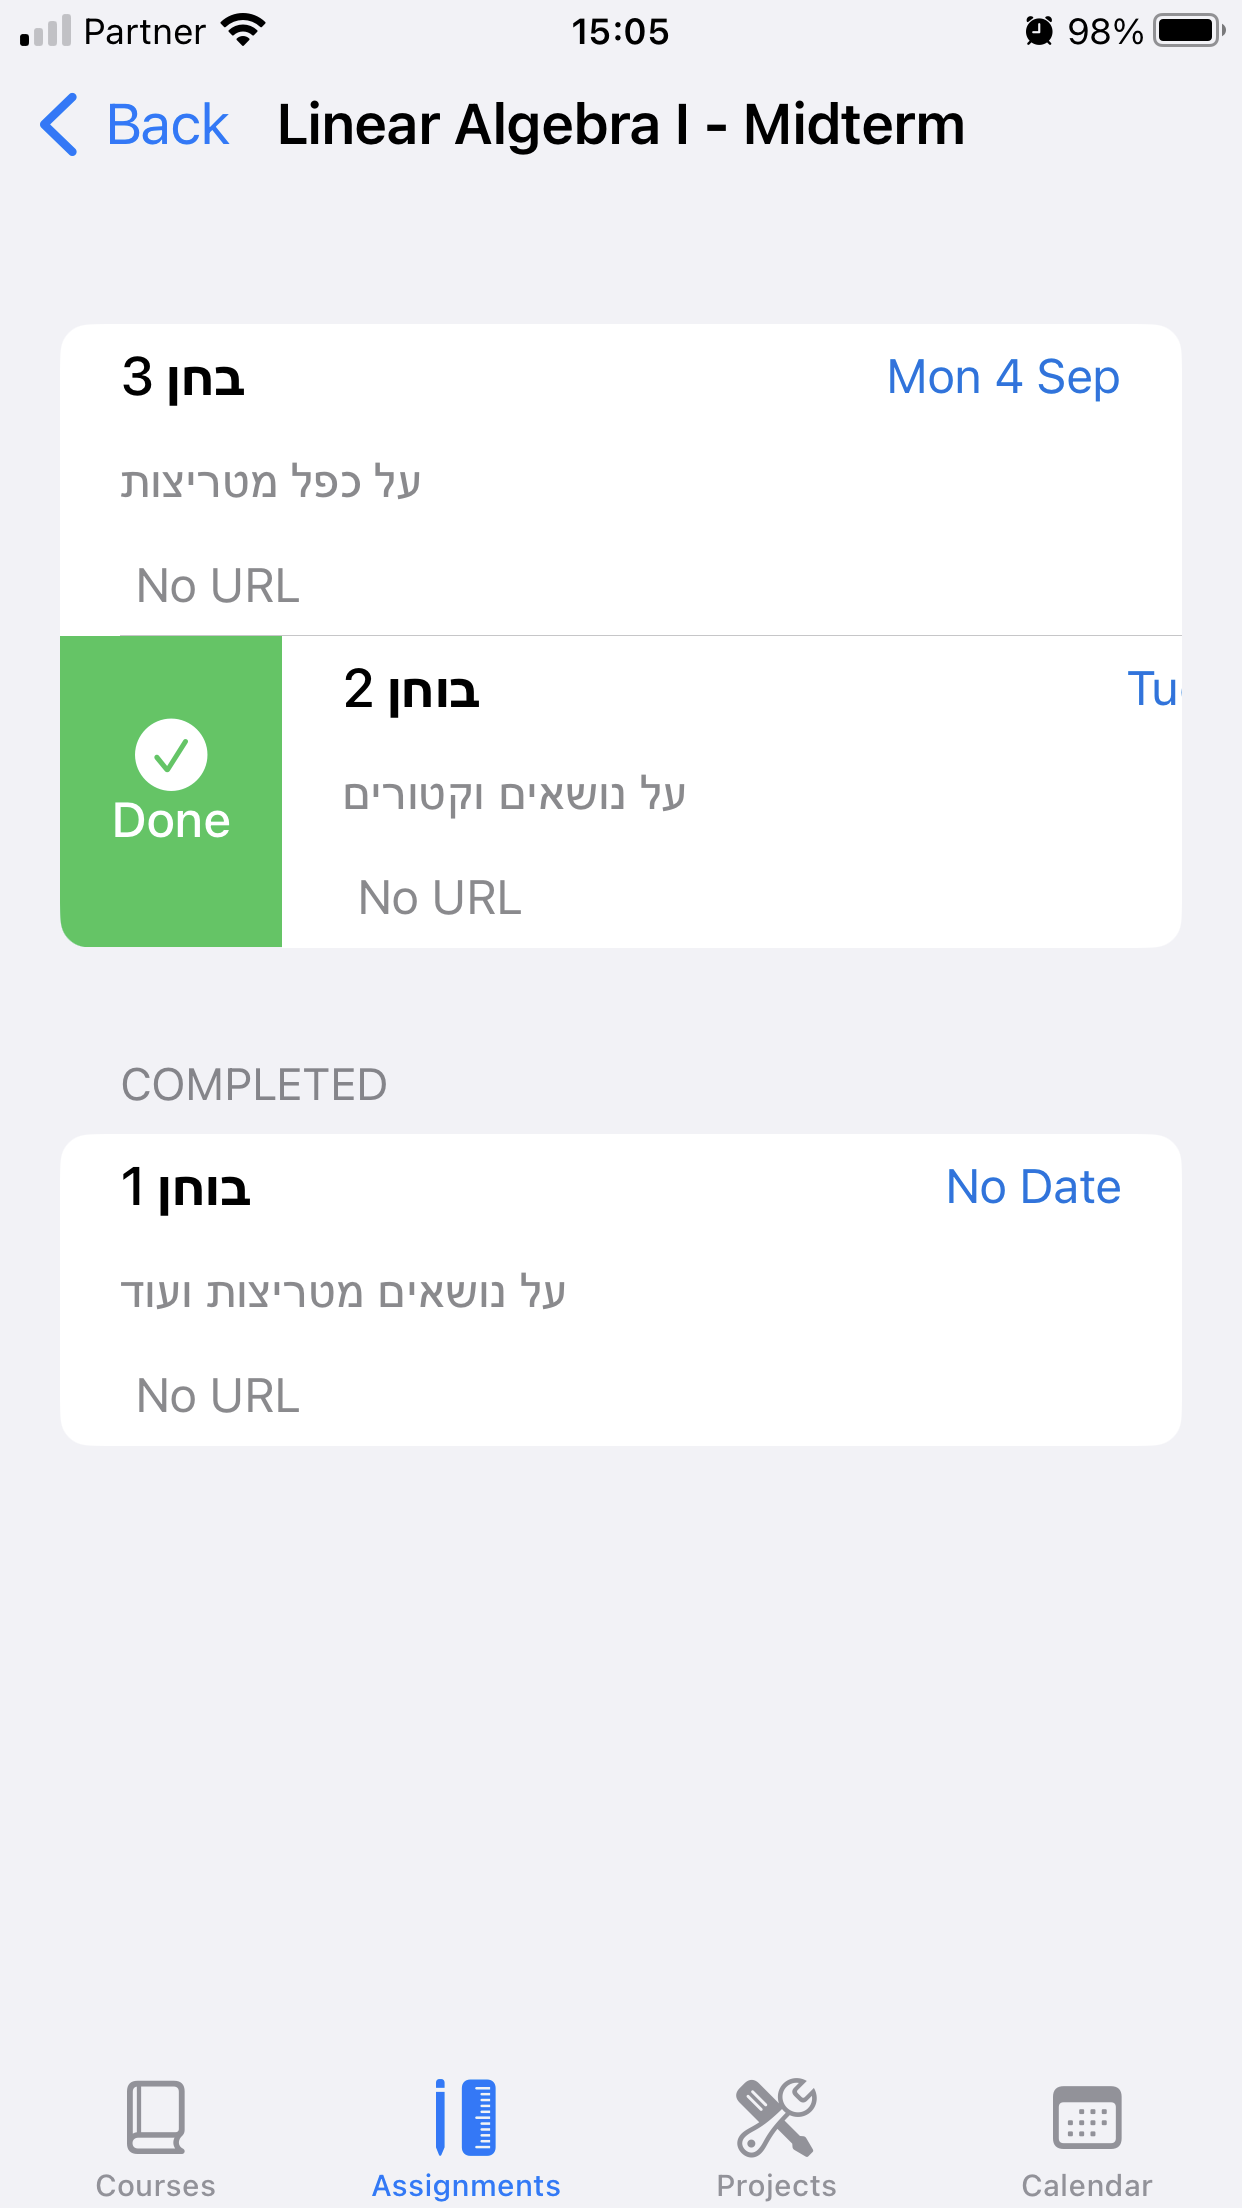 Partner 15:05 98%
Back Linear Algebra I - Midterm
בחן 3 Mon 4 Sep
על כפל מטריצות
No URL
בוחן 2
על נושאים וקטורים
No URL
Done
COMPLETED
בוחן 1 No Date
על נושאים מטריצות ועוד
No URL
Courses Assignments Projects Calendar